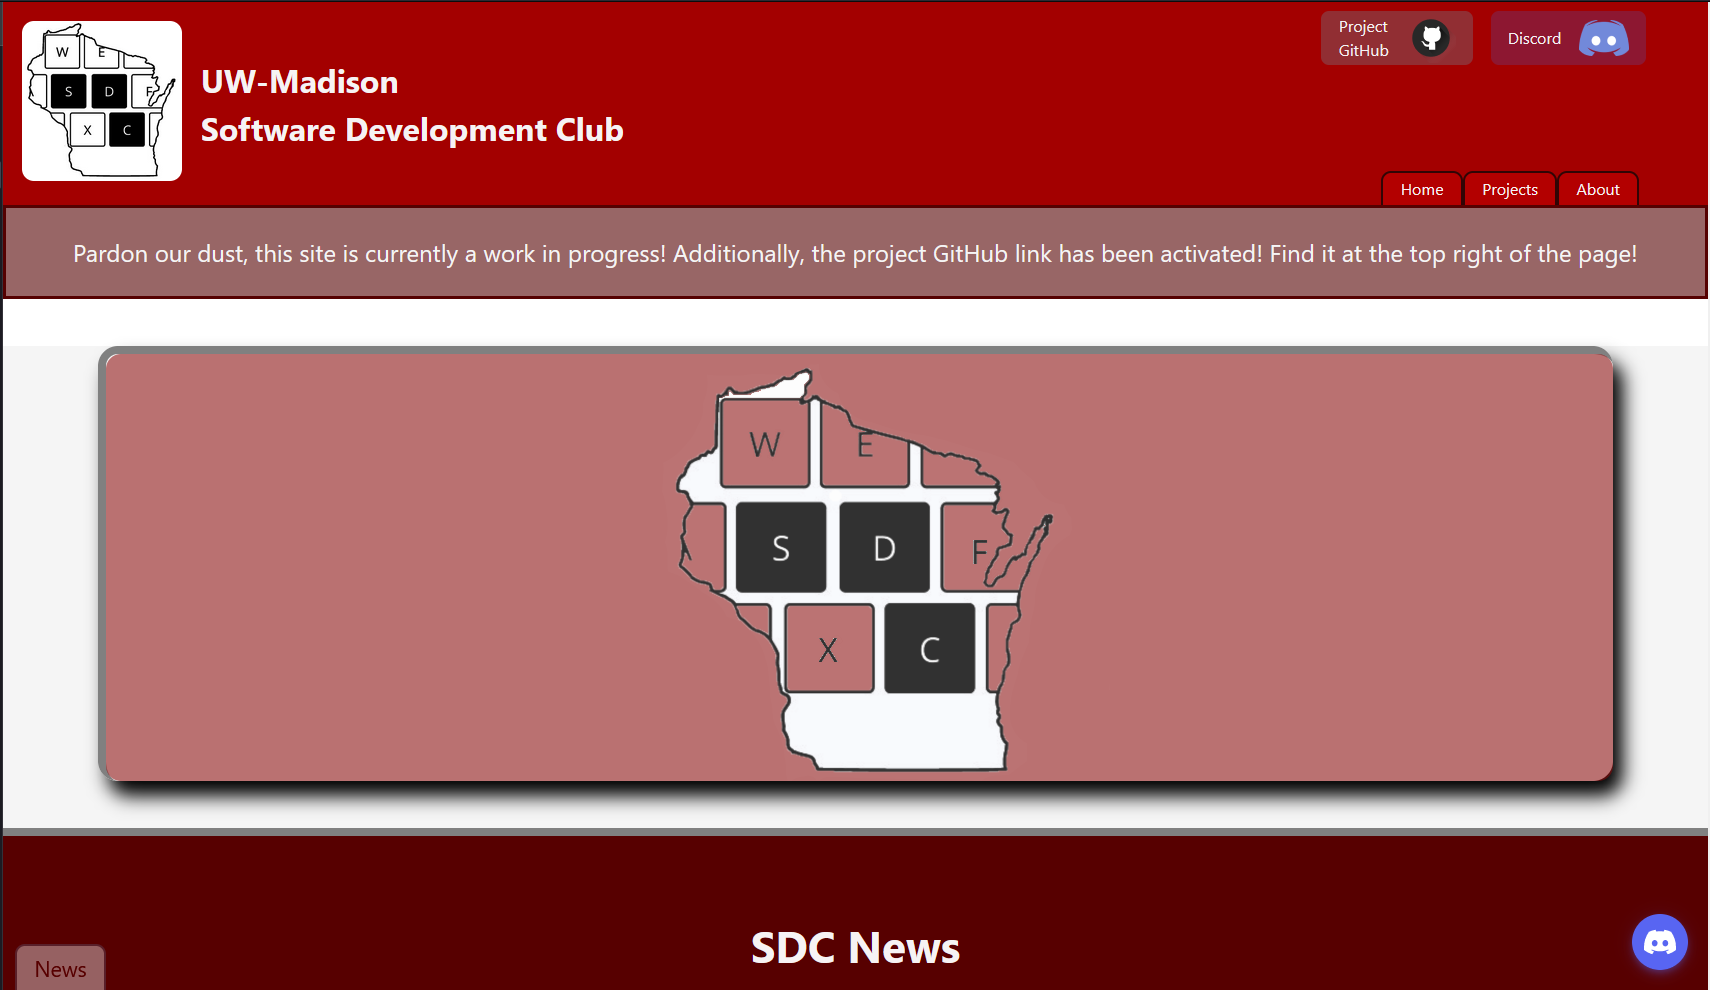 W E
S D F
X C
UW-Madison
Software Development Club
Project
GitHub
Discord
Home Projects About
Pardon our dust, this site is currently a work in progress! Additionally, the project GitHub link has been activated! Find it at the top right of the page!
W E
S D F
X C
SDC News
News